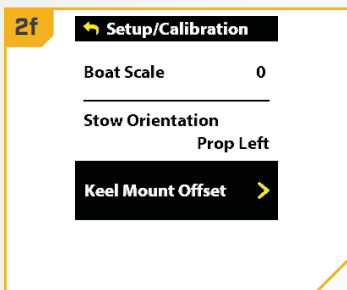 2f
Setup/Calibration
Boat Scale 0
Stow Orientation
Prop Left
Keel Mount Offset >